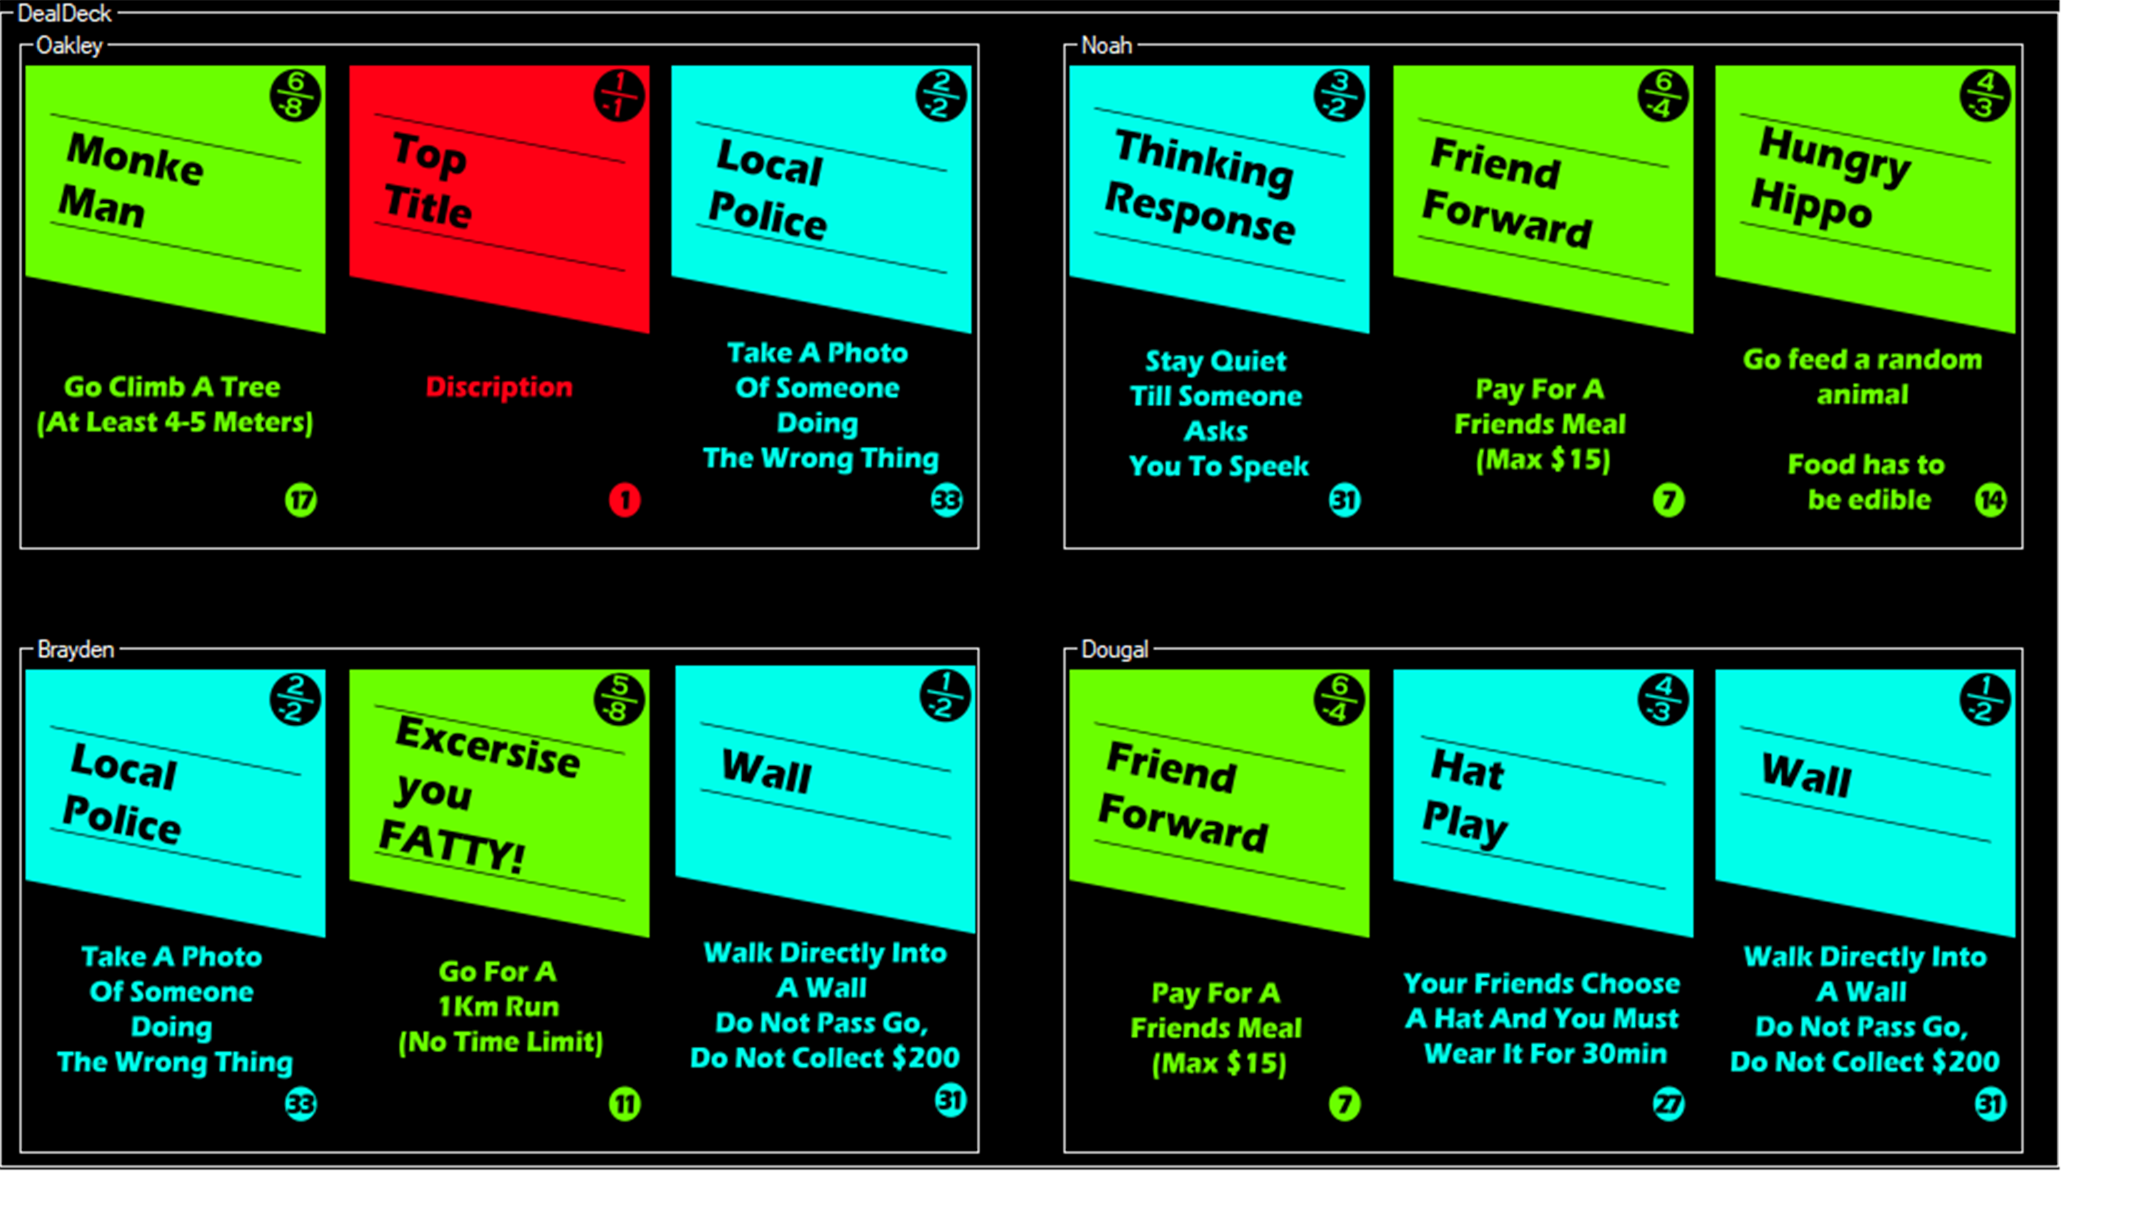 DealDeck
Oakley
6
-8
Monke
Man
Go Climb A Tree
(At Least 4-5 Meters)
17
1
-1
Top
Title
Discription
1
2
-2
Local
Police
Take A Photo
Of Someone
Doing
The Wrong Thing
33
Noah
3
-2
Thinking
Response
Stay Quiet
Till Someone
Asks
You To Speek
31
6
-4
Friend
Forward
Pay For A
Friends Meal
(Max $15)
7
4
-3
Hungry
Hippo
Go feed a random
animal
Food has to
be edible
14
Brayden
2
-2
Local
Police
Take A Photo
Of Someone
Doing
The Wrong Thing
33
5
-8
Excersise
you
FATTY!
Go For A
1Km Run
(No Time Limit)
11
1
-2
Wall
Walk Directly Into
A Wall
Do Not Pass Go,
Do Not Collect $200
31
Dougal
6
-4
Friend
Forward
Pay For A
Friends Meal
(Max $15)
7
4
-3
Hat
Play
Your Friends Choose
A Hat And You Must
Wear It For 30min
27
1
-2
Wall
Walk Directly Into
A Wall
Do Not Pass Go,
Do Not Collect $200
31